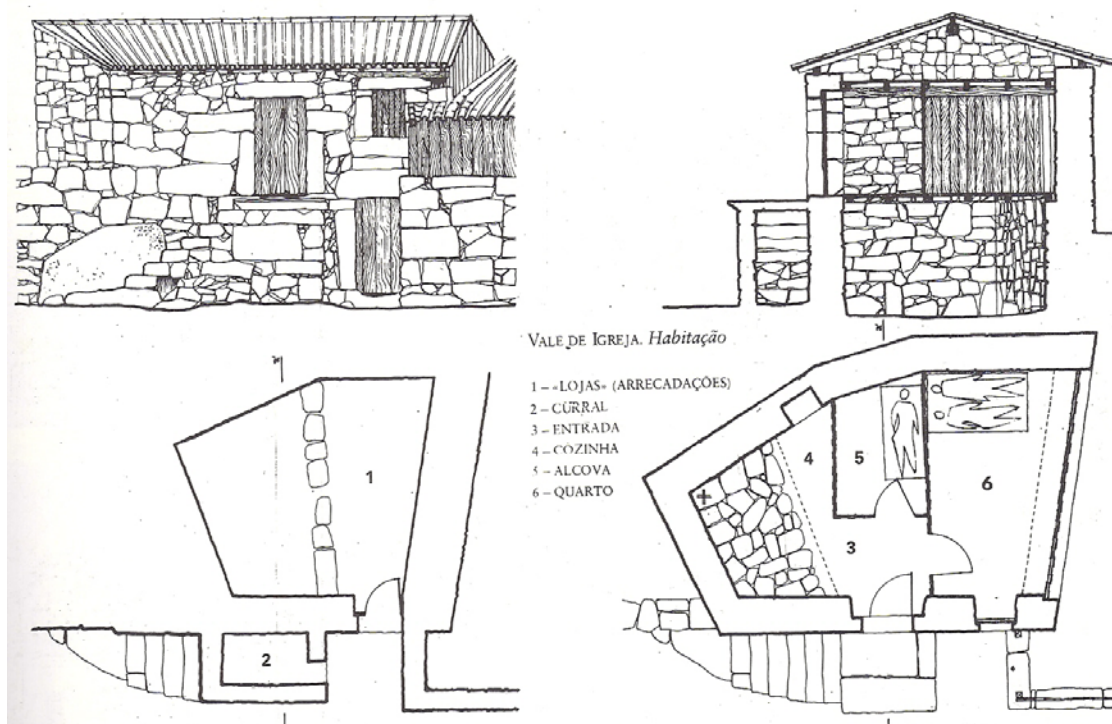 VALE DE IGREJA. Habitação
1 – «LOJAS» (ARRECADAÇÕES)
2 – CURRAL
3 – ENTRADA
4 – COZINHA
5 – ALCOVA
6 – QUARTO
1
2
4
5
6
3